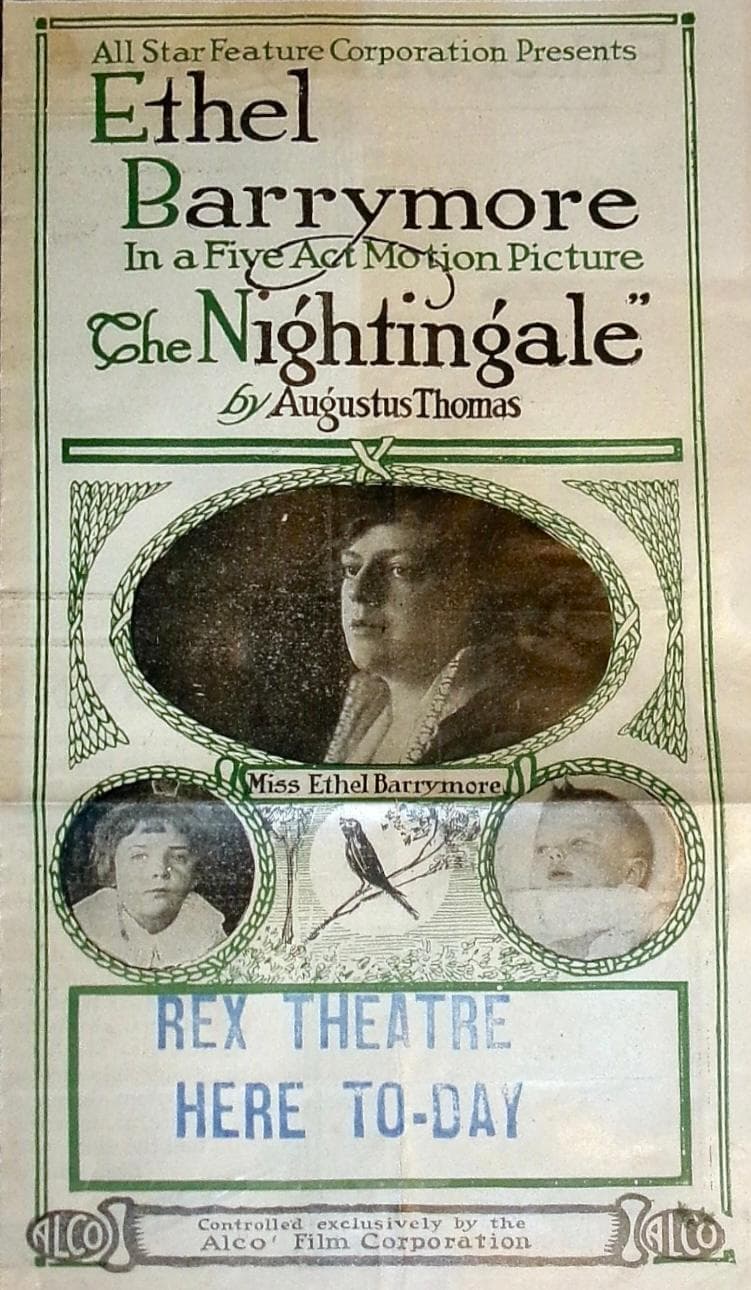 All Star Feature Corporation Presents
Ethel
Barrymore
In a Five Act Motion Picture
The Nightingale”
by Augustus Thomas
Miss Ethel Barrymore
REX THEATRE
HERE TO-DAY
ALCO
Controlled exclusively by the
Alco' Film Corporation
ALCO